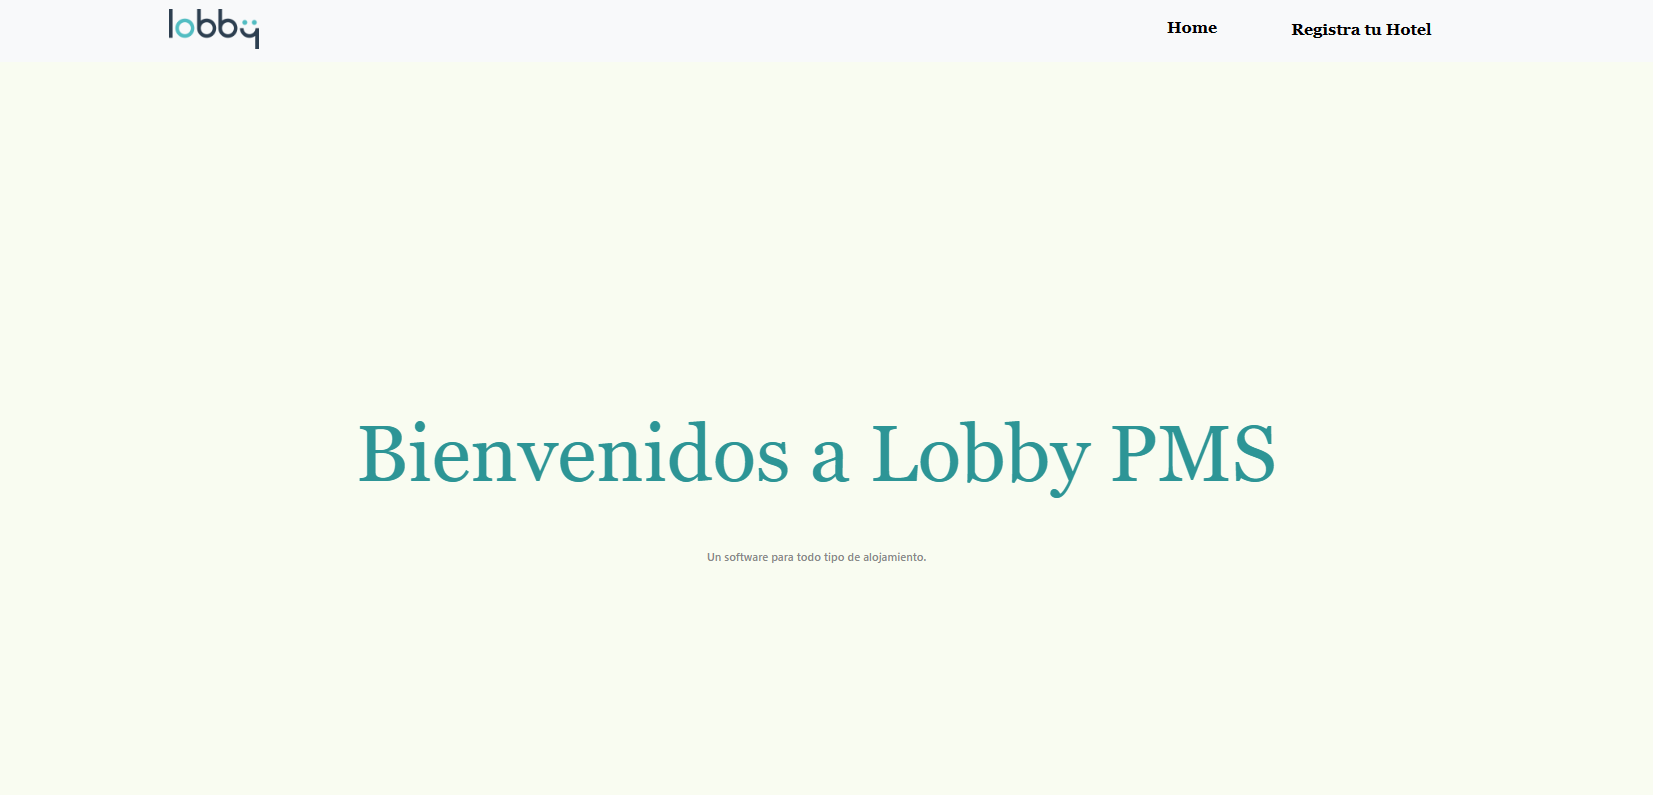 lobby
Home
Registra tu Hotel
Bienvenidos a Lobby PMS
Un software para todo tipo de alojamiento.